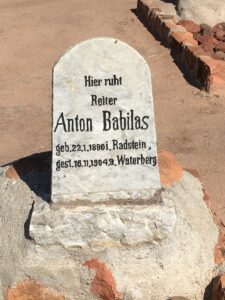 Hier ruht
Reiter
Anton Babilas
geb. 22.1.1880 i. Radstein,
gest. 16.11.1904 a. Waterberg